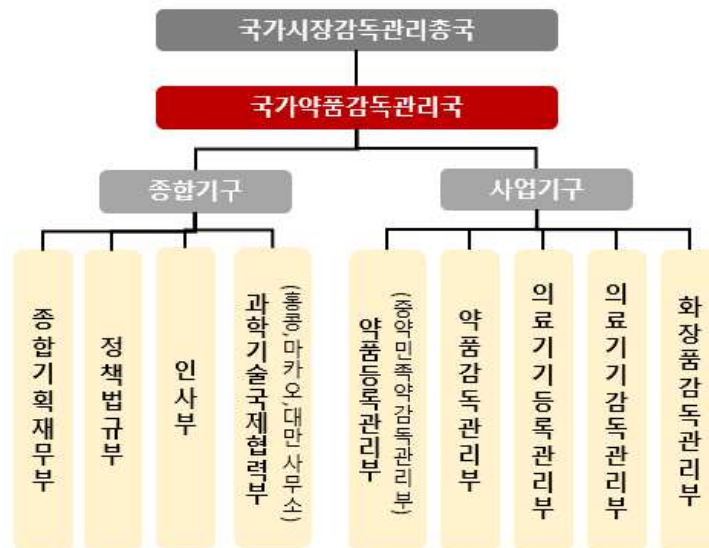 국가시장감독관리총국
국가약품감독관리국
종합기구
사업기구
종합기획재무부
정책법규부
인사부
과학기술국제협력부
(홍콩,마카오,대만 사무소)
약품등록관리부
(중약민족약감독관리부)
약품감독관리부
의료기기등록관리부
의료기기감독관리부
화장품감독관리부